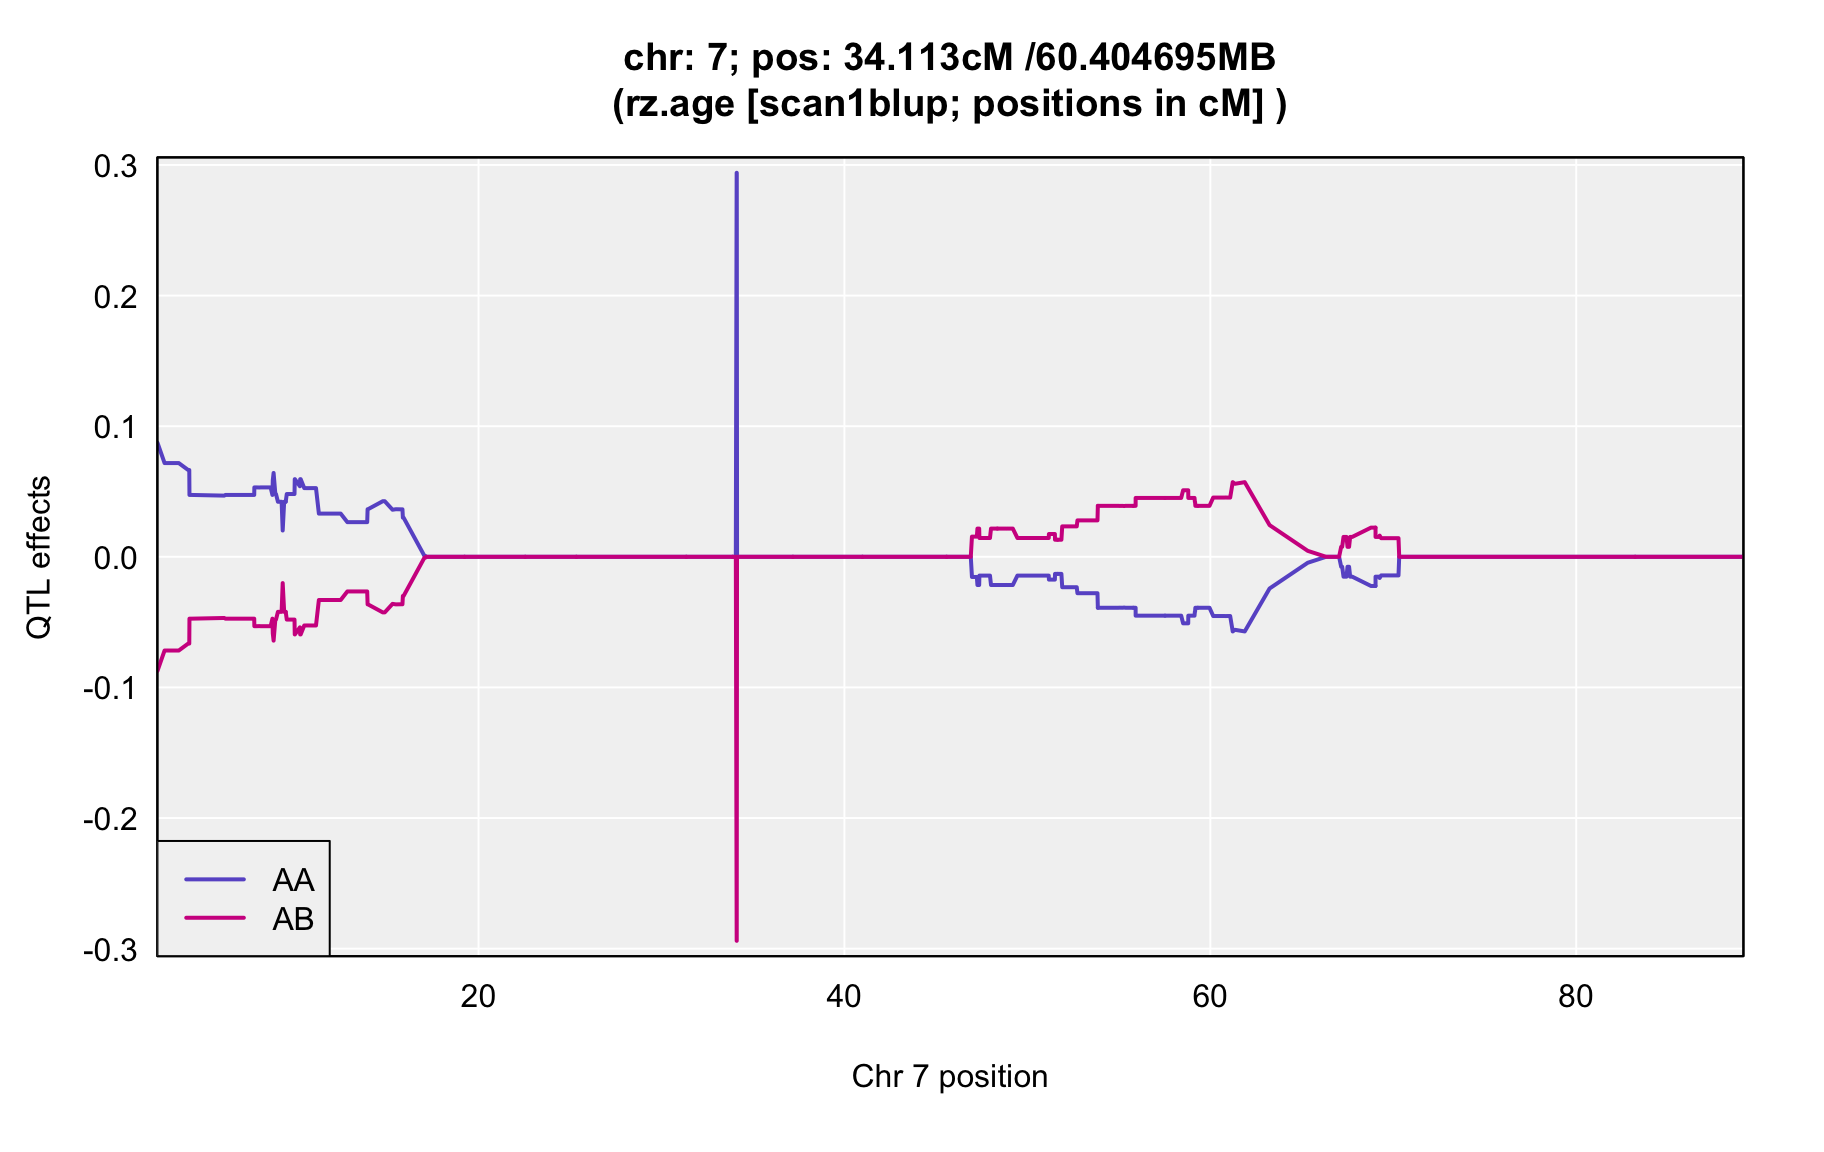 chr: 7; pos: 34.113cM /60.404695MB
(rz.age [scan1blup; positions in cM] )
0.3
0.2
0.1
0.0
-0.1
-0.2
-0.3
QTL effects
AA
AB
20 40 60 80
Chr 7 position